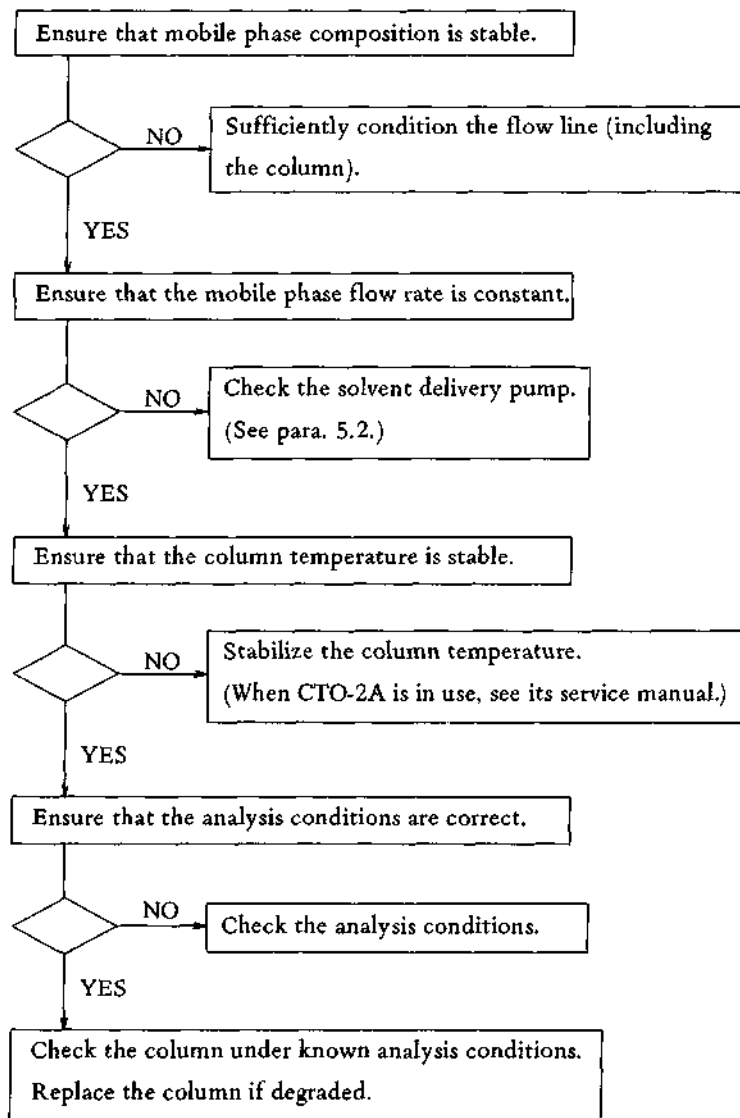 Ensure that mobile phase composition is stable.
NO
Sufficiently condition the flow line (including
the column).
YES
Ensure that the mobile phase flow rate is constant.
NO
Check the solvent delivery pump.
(See para. 5.2.)
YES
Ensure that the column temperature is stable.
NO
Stabilize the column temperature.
(When CTO-2A is in use, see its service manual.)
YES
Ensure that the analysis conditions are correct.
NO
Check the analysis conditions.
YES
Check the column under known analysis conditions.
Replace the column if degraded.